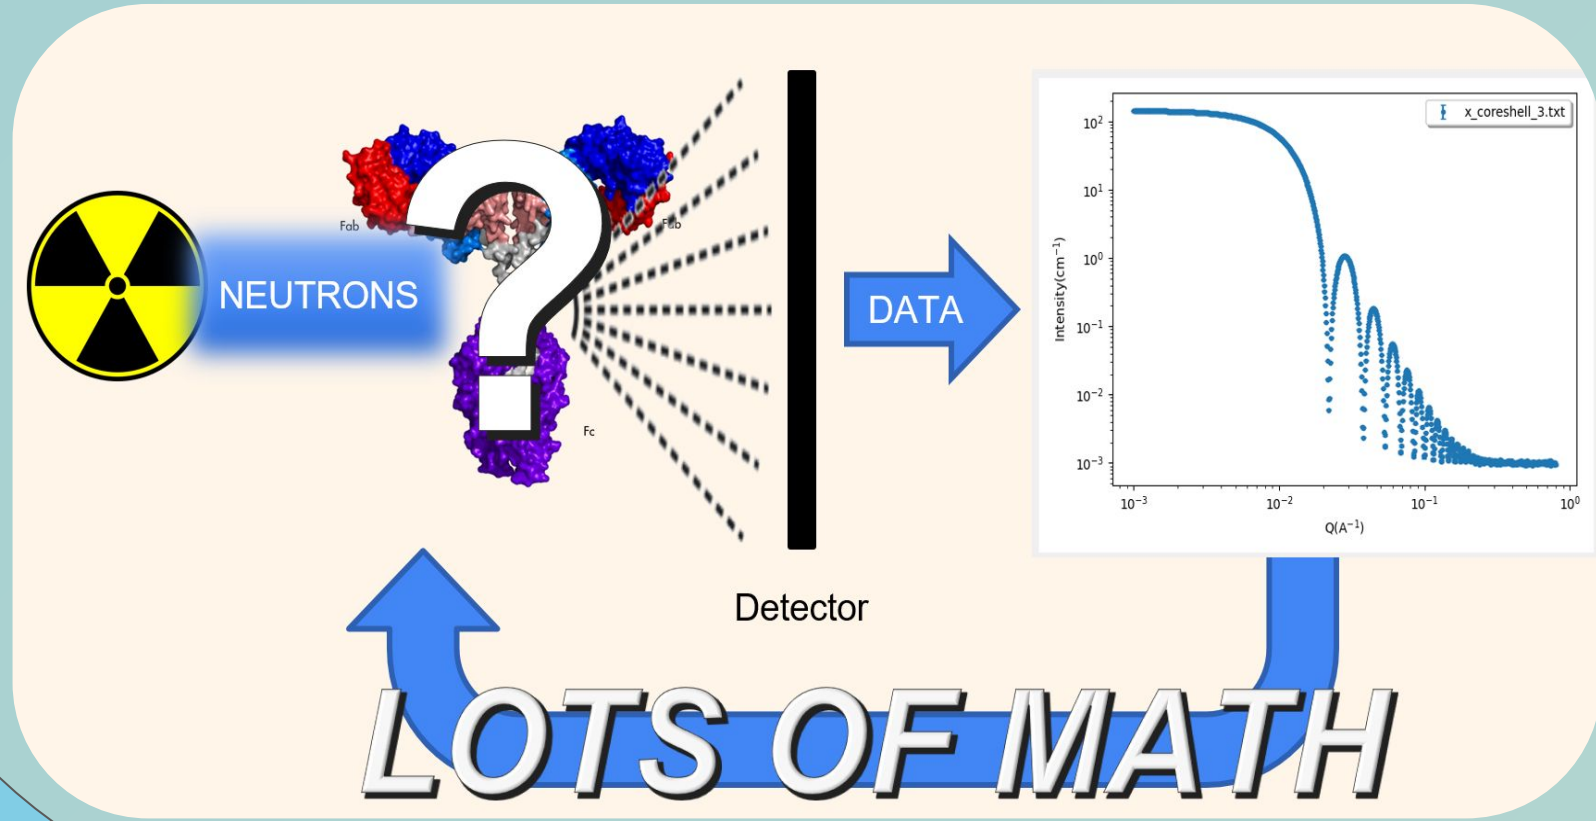 NEUTRONS
Fab
Fab
Fc
Detector
DATA
x_coreshell_3.txt
Intensity(cm⁻¹)
10²
10¹
10⁰
10⁻¹
10⁻²
10⁻³
10⁻³ 10⁻² 10⁻¹ 10⁰
Q(A⁻¹)
LOTS OF MATH